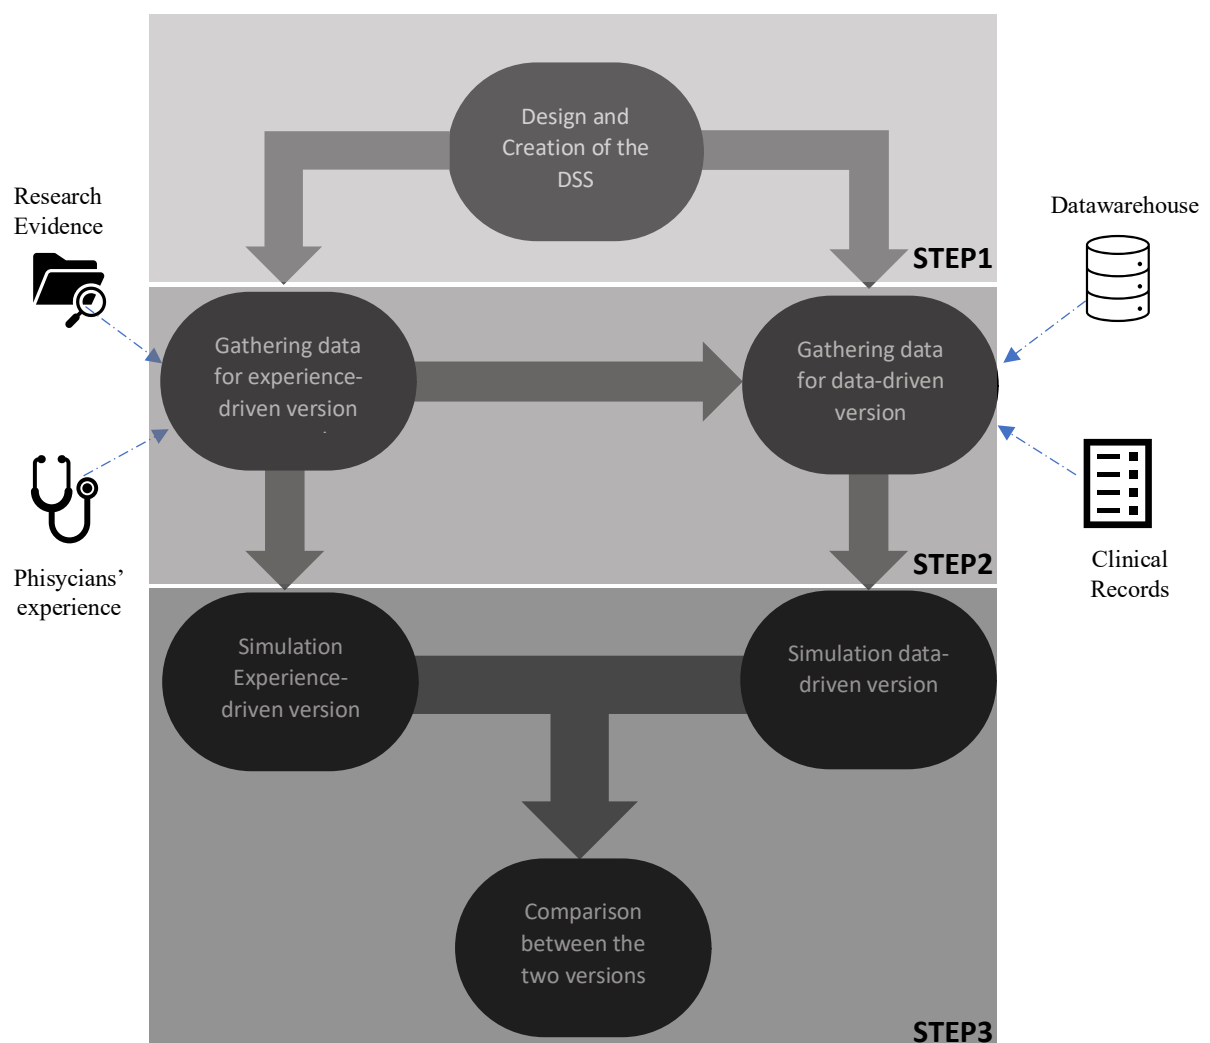 Design and
Creation of the
DSS
STEP1
Research
Evidence
Datawarehouse
Gathering data
for experience-
driven version
Gathering data
for data-driven
version
Phisycians’
experience
Clinical
Records
STEP2
Simulation
Experience-
driven version
Simulation data-
driven version
Comparison
between the
two versions
STEP3